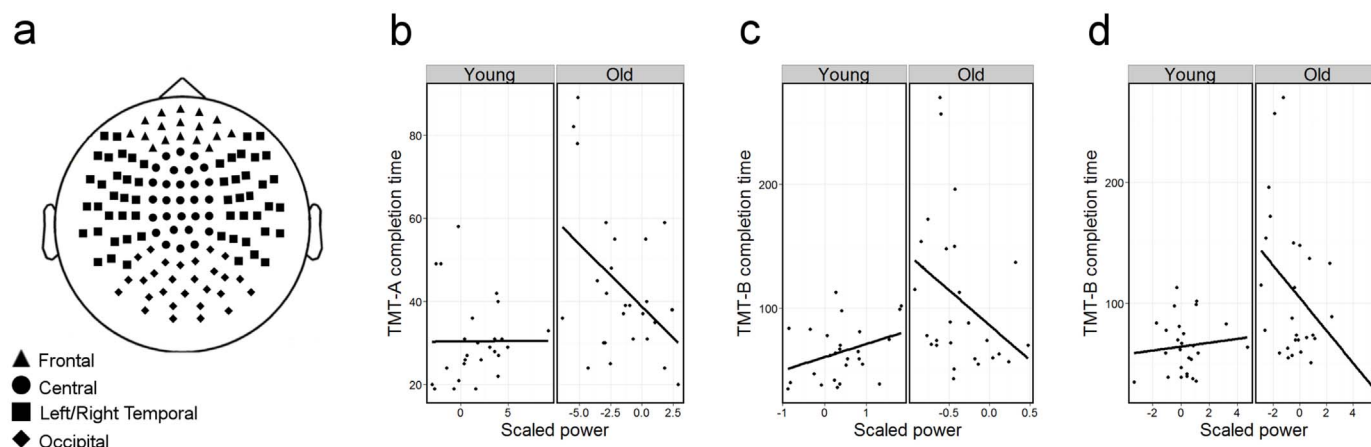 a
Frontal
Central
Left/Right Temporal
Occipital
b
Young Old
TMT-A completion time
80
60
40
20
0 5 -5.0 -2.5 0.0 2.5
Scaled power
c
Young Old
TMT-B completion time
200
100
-1 0 1 -0.5 0.0 0.5
Scaled power
d
Young Old
TMT-B completion time
200
100
-2 0 2 4 -2 0 2 4
Scaled power